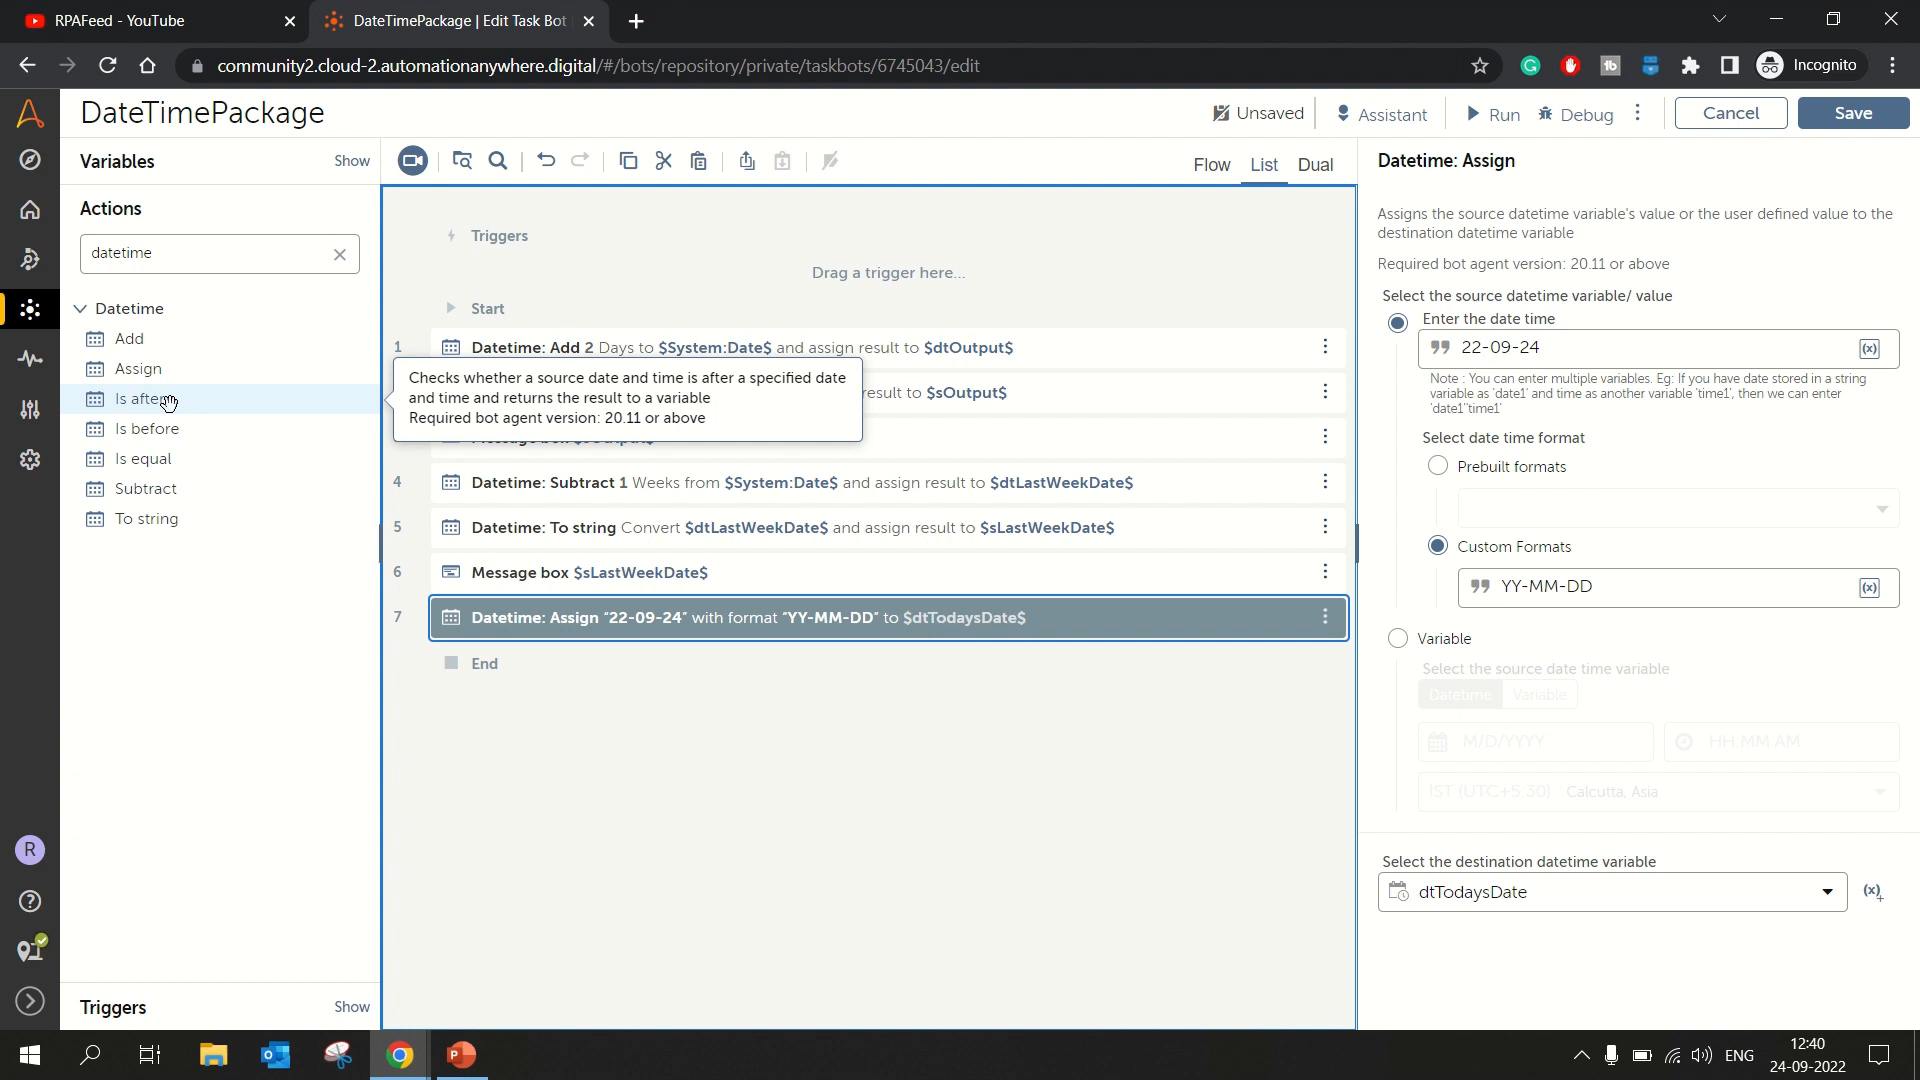 RPAFeed - YouTube
DateTimePackage | Edit Task Bot
community2.cloud-2.automationanywhere.digital/#/bots/repository/private/taskbots/6745043/edit
Incognito
DateTimePackage
Unsaved
Assistant
Run
Debug
Cancel
Save
Variables
Show
Flow
List
Dual
Actions
datetime
Datetime
Add
Assign
Is after
Is before
Is equal
Subtract
To string
Triggers
Show
Triggers
Drag a trigger here...
Start
1 Datetime: Add 2 Days to $System:Date$ and assign result to $dtOutput$
Checks whether a source date and time is after a specified date
and time and returns the result to a variable
Required bot agent version: 20.11 or above
result to $sOutput$
4 Datetime: Subtract 1 Weeks from $System:Date$ and assign result to $dtLastWeekDate$
5 Datetime: To string Convert $dtLastWeekDate$ and assign result to $sLastWeekDate$
6 Message box $sLastWeekDate$
7 Datetime: Assign "22-09-24" with format "YY-MM-DD" to $dtTodaysDate$
End
Datetime: Assign
Assigns the source datetime variable's value or the user defined value to the
destination datetime variable
Required bot agent version: 20.11 or above
Select the source datetime variable/ value
Enter the date time
22-09-24
(x)
Note : You can enter multiple variables. Eg: If you have date stored in a string
variable as 'date1' and time as another variable 'time1', then we can enter
'date1''time1'
Select date time format
Prebuilt formats
Custom Formats
YY-MM-DD
(x)
Variable
Select the source date time variable
Datetime Variable
M/D/YYYY
HH:MM AM
IST (UTC+5:30) Calcutta, Asia
Select the destination datetime variable
dtTodaysDate
(x)+
R
ENG
12:40
24-09-2022